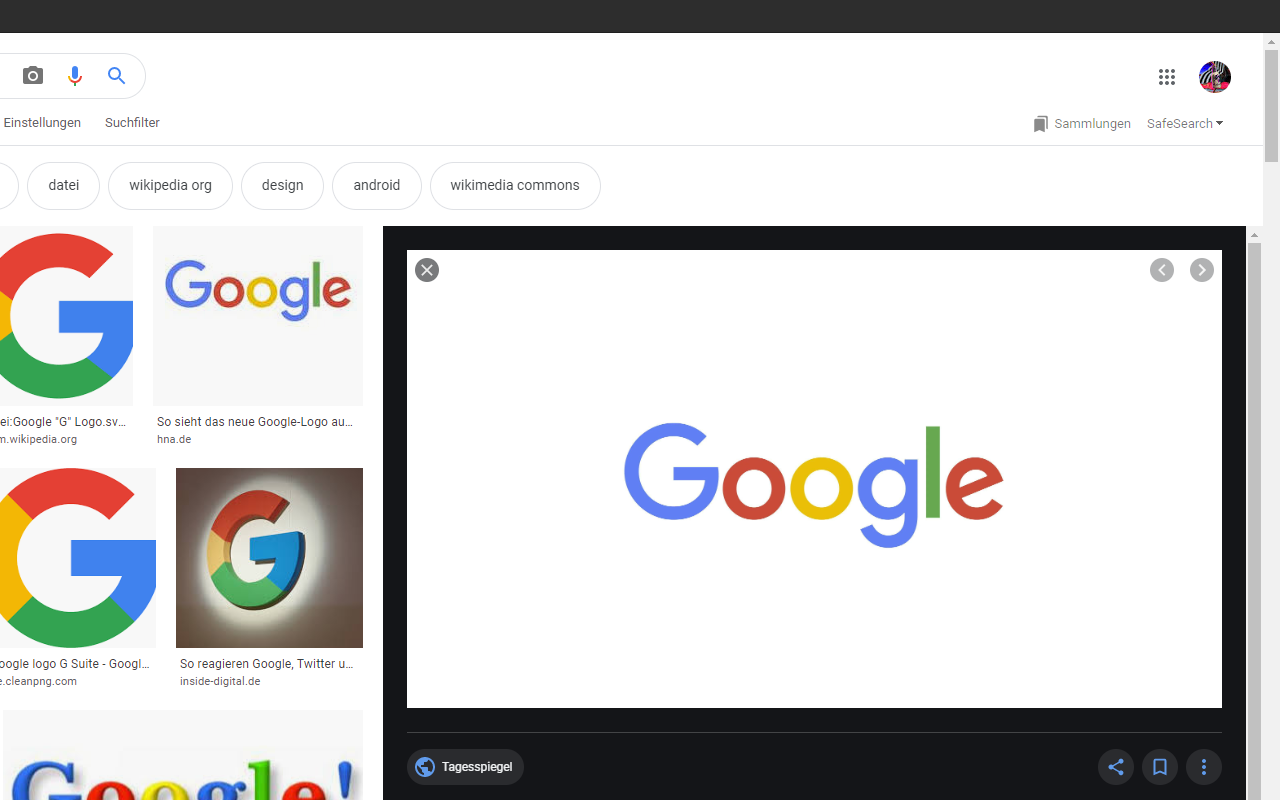 Einstellungen Suchfilter Sammlungen SafeSearch
datei wikipedia org design android wikimedia commons
Google
Google
ei:Google "G" Logo.sv… So sieht das neue Google-Logo au…
m.wikipedia.org hna.de
oogle logo G Suite - Googl… So reagieren Google, Twitter u…
e.cleanpng.com inside-digital.de
Google!
Tagesspiegel